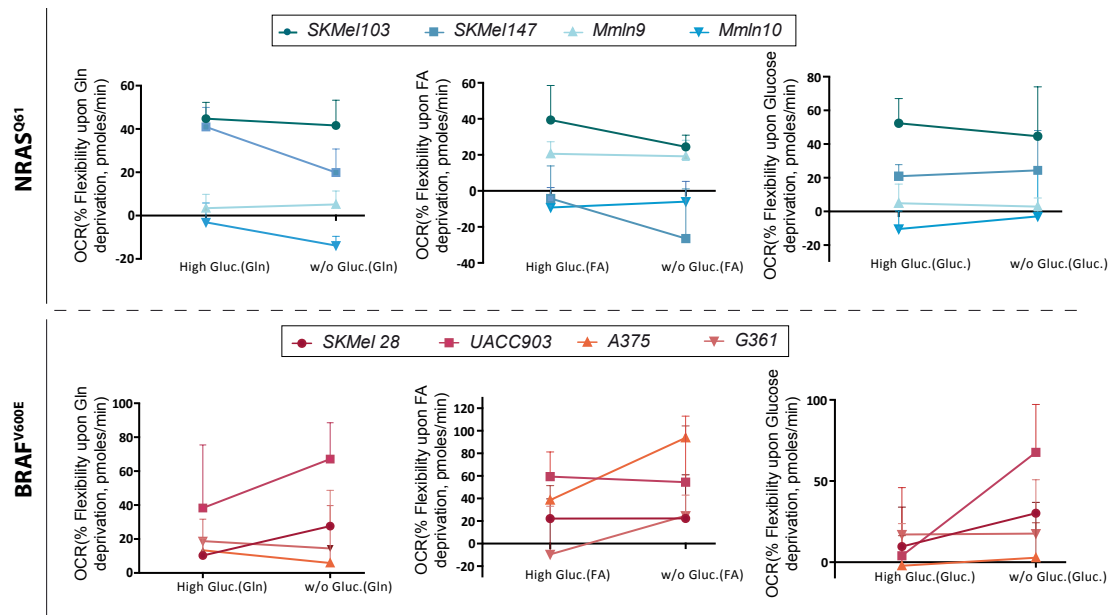 NRASQ61
SKMel103 SKMel147 Mmln9 Mmln10
OCR(% Flexibility upon Gln
deprivation, pmoles/min)
60
40
20
0
-20
High Gluc.(Gln) w/o Gluc.(Gln)
OCR(% Flexibility upon FA
deprivation, pmoles/min)
60
40
20
0
-20
-40
High Gluc.(FA) w/o Gluc.(FA)
OCR(% Flexibility upon Glucose
deprivation, pmoles/min)
80
60
40
20
0
-20
High Gluc.(Gluc.) w/o Gluc.(Gluc.)
BRAFV600E
SKMel 28 UACC903 A375 G361
OCR(% Flexibility upon Gln
deprivation, pmoles/min)
100
80
60
40
20
0
High Gluc.(Gln) w/o Gluc.(Gln)
OCR(% Flexibility upon FA
deprivation, pmoles/min)
120
100
80
60
40
20
0
-20
High Gluc.(FA) w/o Gluc.(FA)
OCR(% Flexibility upon Glucose
deprivation, pmoles/min)
100
50
0
High Gluc.(Gluc.) w/o Gluc.(Gluc.)